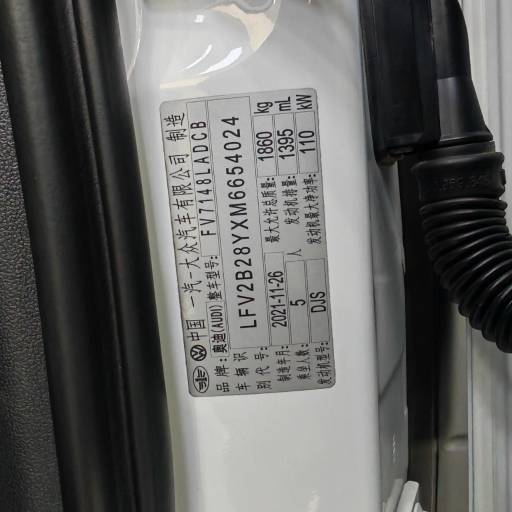 中国 一汽-大众汽车有限公司 制造
品牌: 奥迪(AUDI) 整车型号: FV7148LADCB
车辆识别代号: LFV2B28YXM6654024
制造年月: 2021-11-26 最大允许总质量: 1860 kg
乘坐人数: 5 人 发动机排量: 1395 mL
发动机型号: DJS 发动机最大净功率: 110 kW